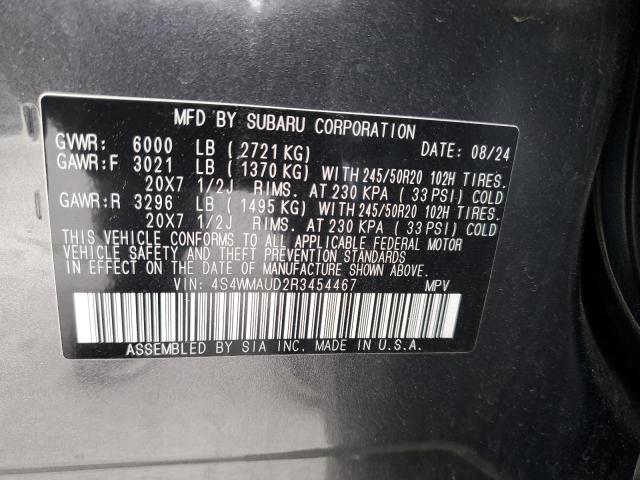 MFD BY SUBARU CORPORATION
GVWR: 6000 LB ( 2721 KG) DATE: 08/24
GAWR:F 3021 LB ( 1370 KG) WITH 245/50R20 102H TIRES.
20X7 1/2J RIMS. AT 230 KPA ( 33 PSI) COLD
GAWR:R 3296 LB ( 1495 KG) WITH 245/50R20 102H TIRES.
20X7 1/2J RIMS. AT 230 KPA ( 33 PSI) COLD
THIS VEHICLE CONFORMS TO ALL APPLICABLE FEDERAL MOTOR
VEHICLE SAFETY AND THEFT PREVENTION STANDARDS
IN EFFECT ON THE DATE OF MANUFACTURE SHOWN ABOVE.
VIN: 4S4WMAUD2R3454467 MPV
ASSEMBLED BY SIA INC. MADE IN U.S.A.